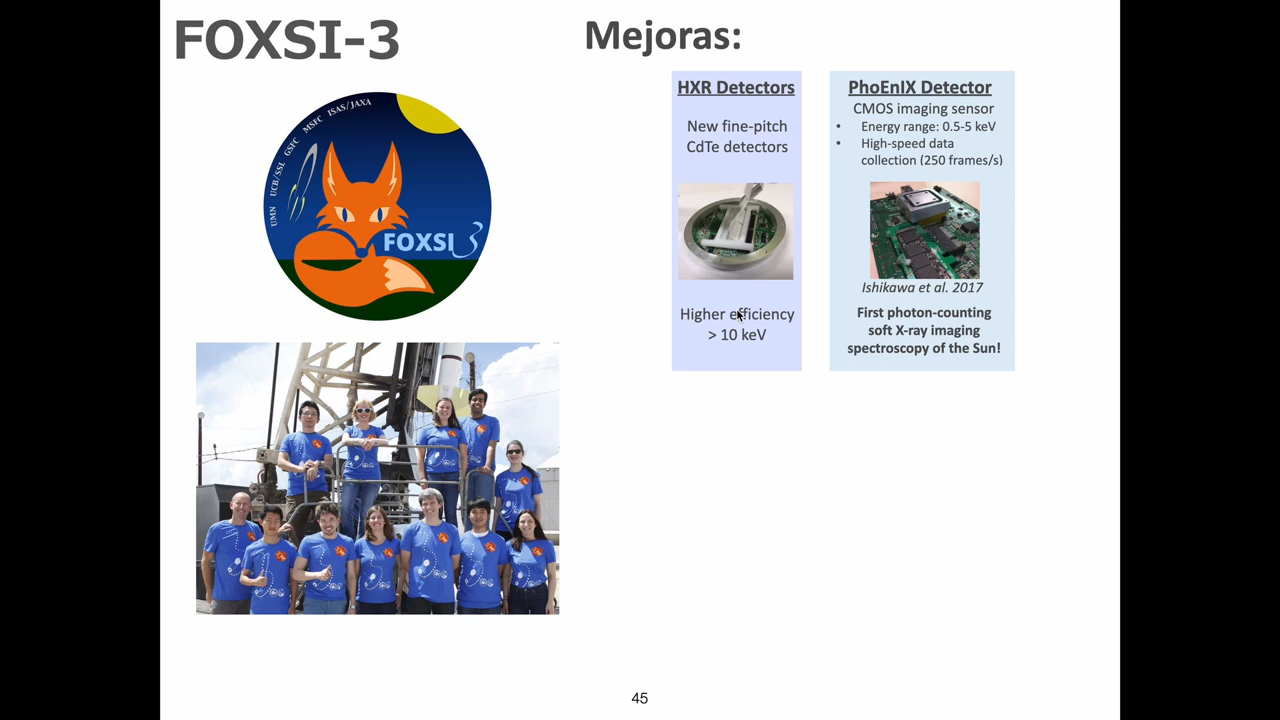 FOXSI-3
Mejoras:
UMN UCB/SSL GSFC MSFC ISAS/JAXA
FOXSI 3
HXR Detectors
New fine-pitch
CdTe detectors
Higher efficiency
> 10 keV
PhoEnIX Detector
CMOS imaging sensor
• Energy range: 0.5-5 keV
• High-speed data
collection (250 frames/s)
Ishikawa et al. 2017
First photon-counting
soft X-ray imaging
spectroscopy of the Sun!
45